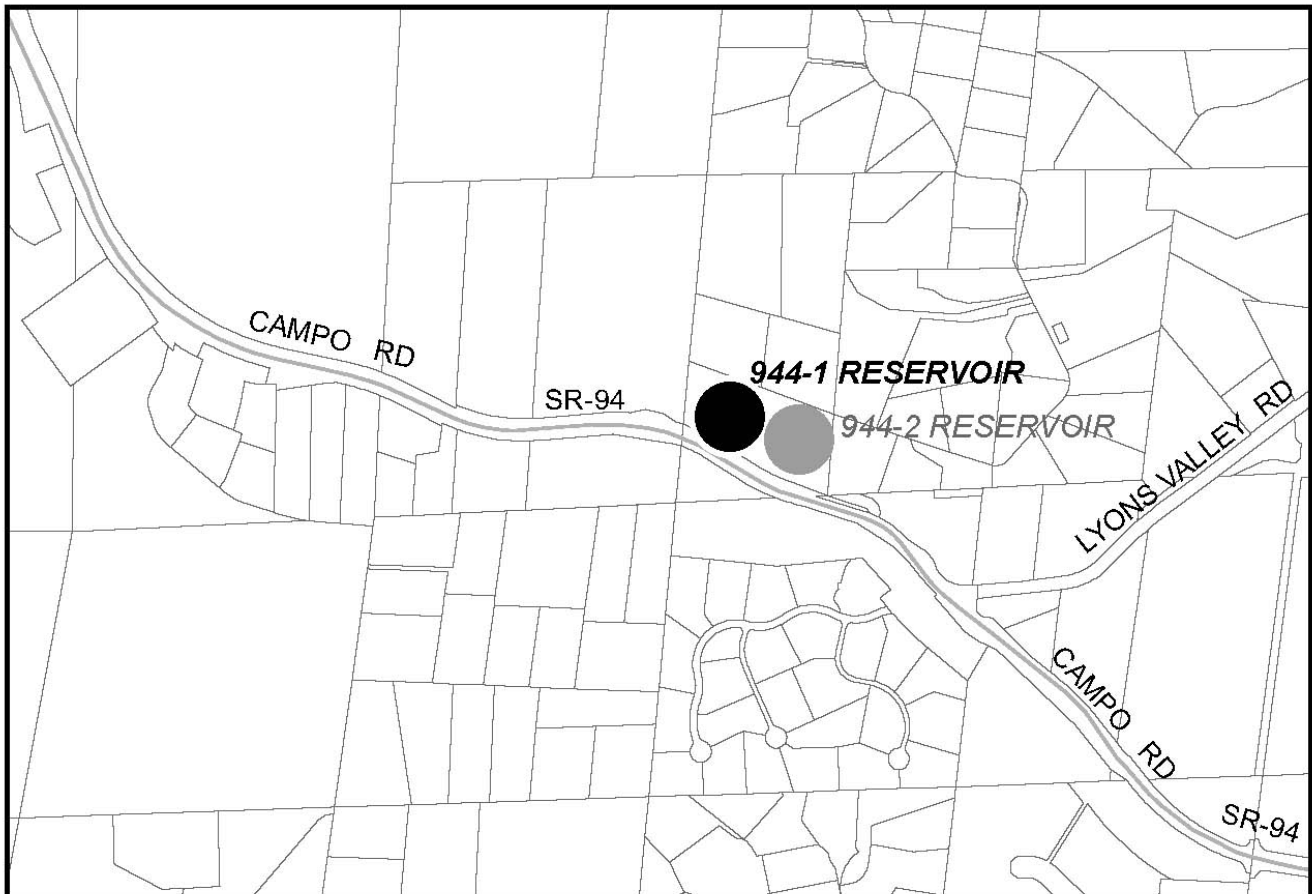 CAMPO RD
SR-94
944-1 RESERVOIR
944-2 RESERVOIR
LYONS VALLEY RD
CAMPO RD
SR-94